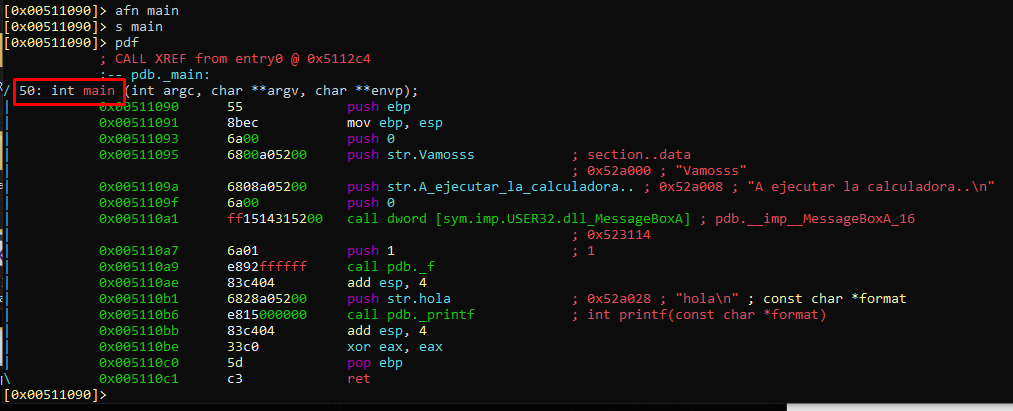 [0x00511090]> afn main
[0x00511090]> s main
[0x00511090]> pdf
; CALL XREF from entry0 @ 0x5112c4
;-- pdb._main:
/ 50: int main (int argc, char **argv, char **envp);
| 0x00511090 55 push ebp
| 0x00511091 8bec mov ebp, esp
| 0x00511093 6a00 push 0
| 0x00511095 6800a05200 push str.Vamosss ; section..data
| ; 0x52a000 ; "Vamosss"
| 0x0051109a 6808a05200 push str.A_ejecutar_la_calculadora.. ; 0x52a008 ; "A ejecutar la calculadora..\n"
| 0x0051109f 6a00 push 0
| 0x005110a1 ff1514315200 call dword [sym.imp.USER32.dll_MessageBoxA] ; pdb.__imp__MessageBoxA_16
| ; 0x523114
| 0x005110a7 6a01 push 1 ; 1
| 0x005110a9 e892ffffff call pdb._f
| 0x005110ae 83c404 add esp, 4
| 0x005110b1 6828a05200 push str.hola ; 0x52a028 ; "hola\n" ; const char *format
| 0x005110b6 e815000000 call pdb._printf ; int printf(const char *format)
| 0x005110bb 83c404 add esp, 4
| 0x005110be 33c0 xor eax, eax
| 0x005110c0 5d pop ebp
\ 0x005110c1 c3 ret
[0x00511090]>